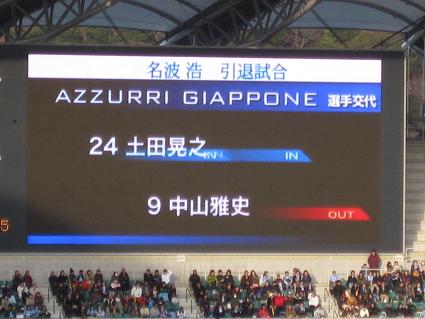 名波 浩 引退試合
AZZURRI GIAPPONE 選手交代
24 土田晃之 IN
9 中山雅史 OUT
5